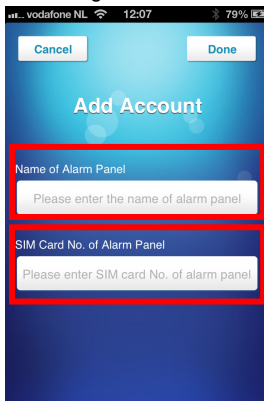 vodafone NL 12:07 79%
Cancel Done
Add Account
Name of Alarm Panel
Please enter the name of alarm panel
SIM Card No. of Alarm Panel
Please enter SIM card No. of alarm panel